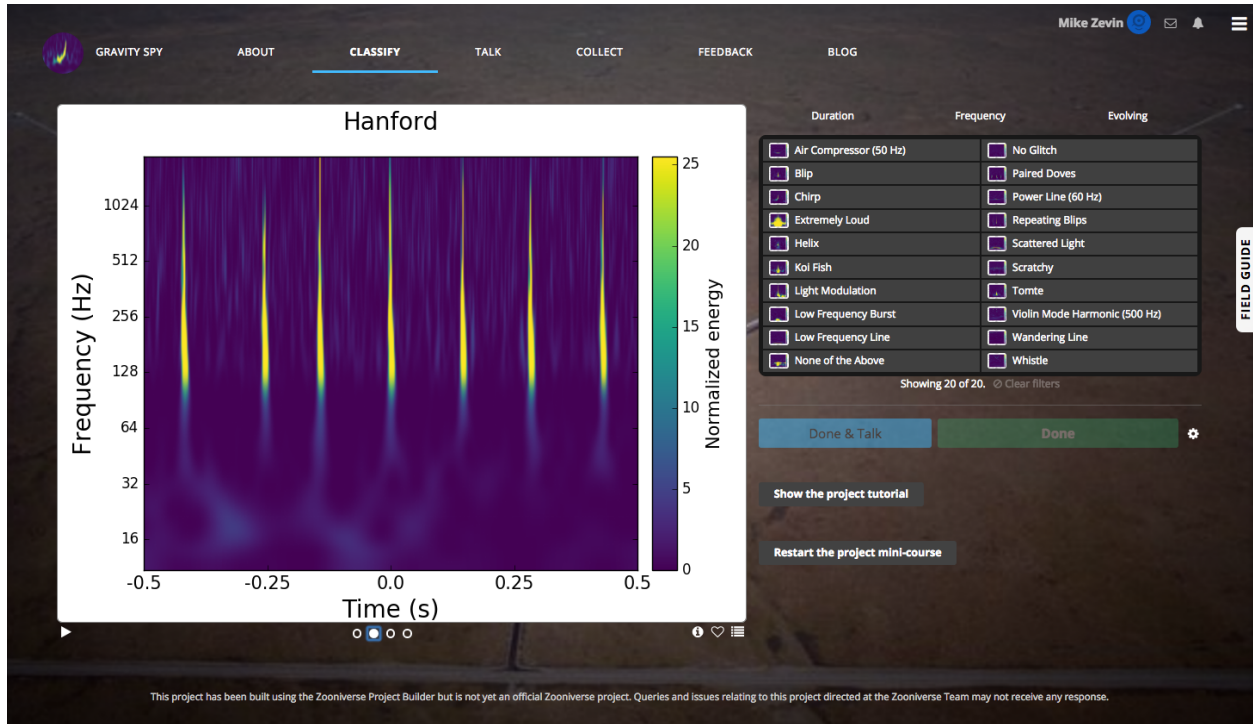 Mike Zevin
GRAVITY SPY ABOUT CLASSIFY TALK COLLECT FEEDBACK BLOG
Hanford
Frequency (Hz)
1024
512
256
128
64
32
16
-0.5 -0.25 0.0 0.25 0.5
Time (s)
25
20
15
10
5
0
Normalized energy
Duration Frequency Evolving
Air Compressor (50 Hz) No Glitch
Blip Paired Doves
Chirp Power Line (60 Hz)
Extremely Loud Repeating Blips
Helix Scattered Light
Koi Fish Scratchy
Light Modulation Tomte
Low Frequency Burst Violin Mode Harmonic (500 Hz)
Low Frequency Line Wandering Line
None of the Above Whistle
Showing 20 of 20. Clear filters
Done & Talk Done
Show the project tutorial
Restart the project mini-course
FIELD GUIDE
This project has been built using the Zooniverse Project Builder but is not yet an official Zooniverse project. Queries and issues relating to this project directed at the Zooniverse Team may not receive any response.